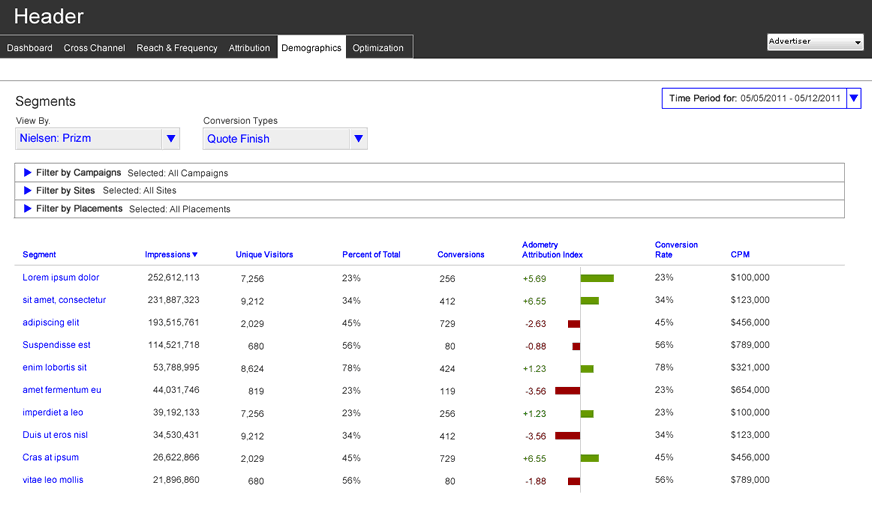 Header
Dashboard Cross Channel Reach & Frequency Attribution Demographics Optimization
Advertiser
Segments
Time Period for: 05/05/2011 - 05/12/2011
View By. Conversion Types
Nielsen: Prizm Quote Finish
Filter by Campaigns Selected: All Campaigns
Filter by Sites Selected: All Sites
Filter by Placements Selected: All Placements
Segment Impressions Unique Visitors Percent of Total Conversions Adometry Attribution Index Conversion Rate CPM
Lorem ipsum dolor 252,612,113 7,256 23% 256 +5.69 23% $100,000
sit amet, consectetur 231,887,323 9,212 34% 412 +6.55 34% $123,000
adipiscing elit 193,515,761 2,029 45% 729 -2.63 45% $456,000
Suspendisse est 114,521,718 680 56% 80 -0.88 56% $789,000
enim lobortis sit 53,788,995 8,624 78% 424 +1.23 78% $321,000
amet fermentum eu 44,031,746 819 23% 119 -3.56 23% $654,000
imperdiet a leo 39,192,133 7,256 23% 256 +1.23 23% $100,000
Duis ut eros nisl 34,530,431 9,212 34% 412 -3.56 34% $123,000
Cras at ipsum 26,622,866 2,029 45% 729 +6.55 45% $456,000
vitae leo mollis 21,896,860 680 56% 80 -1.88 56% $789,000